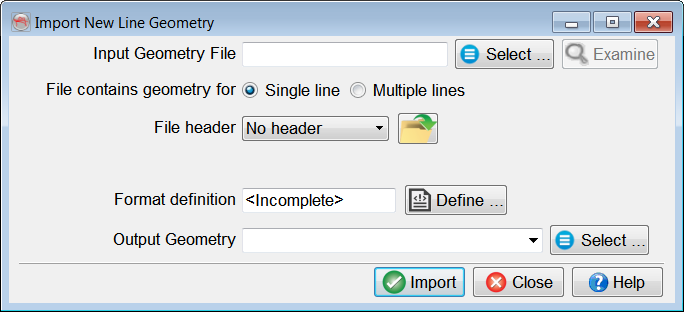 Import New Line Geometry
Input Geometry File Select ... Examine
File contains geometry for Single line Multiple lines
File header No header
Format definition <Incomplete> Define ...
Output Geometry Select ...
Import Close Help